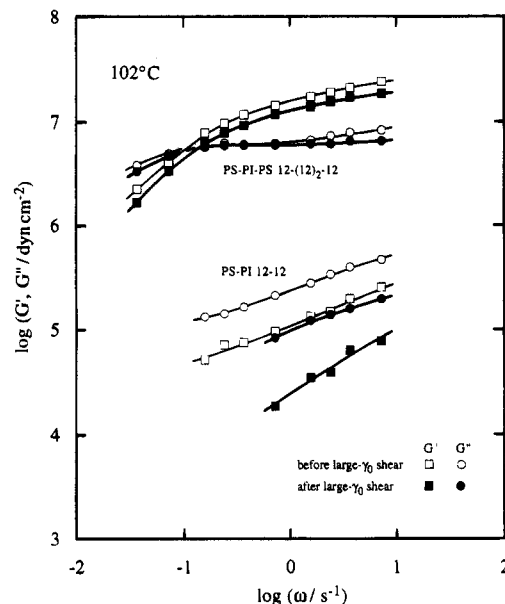 8
102°C
7
PS-PI-PS 12-(12)₂-12
6
log (G', G"/dyn cm⁻²)
PS-PI 12-12
5
4
G' G"
before large-γ₀ shear
after large-γ₀ shear
3
-2 -1 0 1 2
log (ω/s⁻¹)